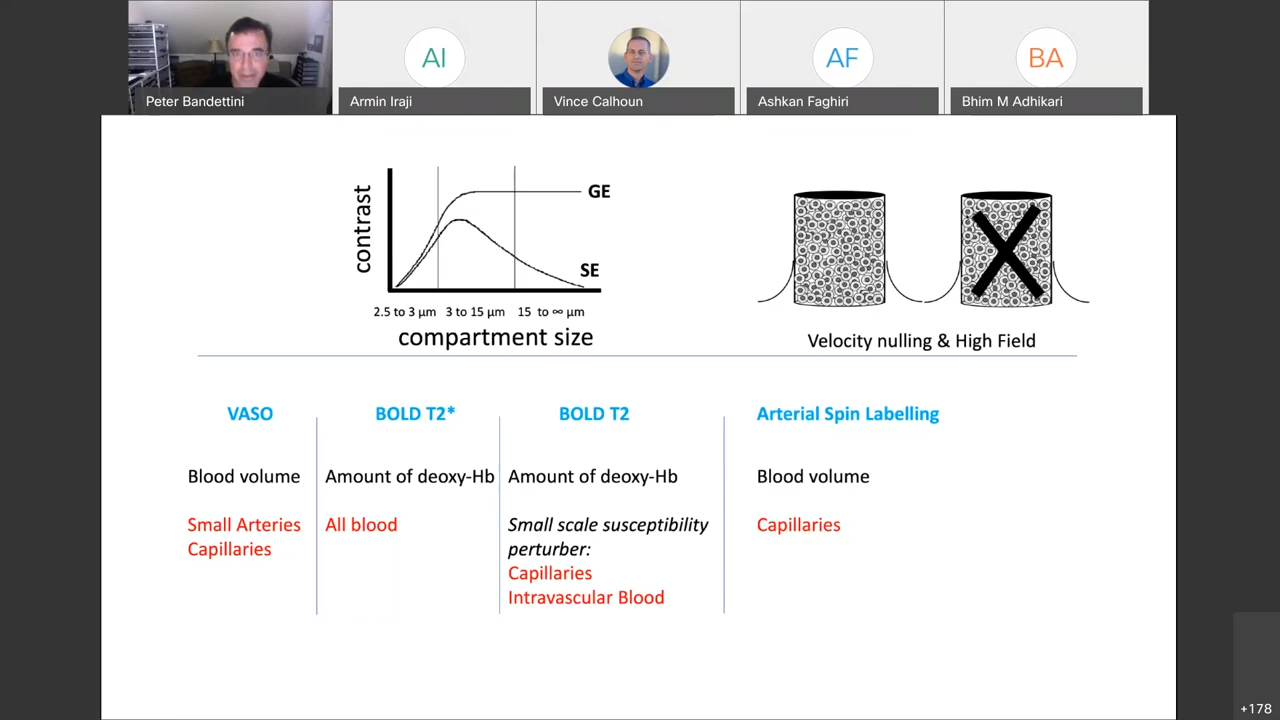 AI
AF
BA
Peter Bandettini
Armin Iraji
Vince Calhoun
Ashkan Faghiri
Bhim M Adhikari
contrast
GE
SE
2.5 to 3 μm 3 to 15 μm 15 to ∞ μm
compartment size
Velocity nulling & High Field
VASO
BOLD T2*
BOLD T2
Arterial Spin Labelling
Blood volume
Amount of deoxy-Hb
Amount of deoxy-Hb
Blood volume
Small Arteries
Capillaries
All blood
Small scale susceptibility
perturber:
Capillaries
Intravascular Blood
Capillaries
+178